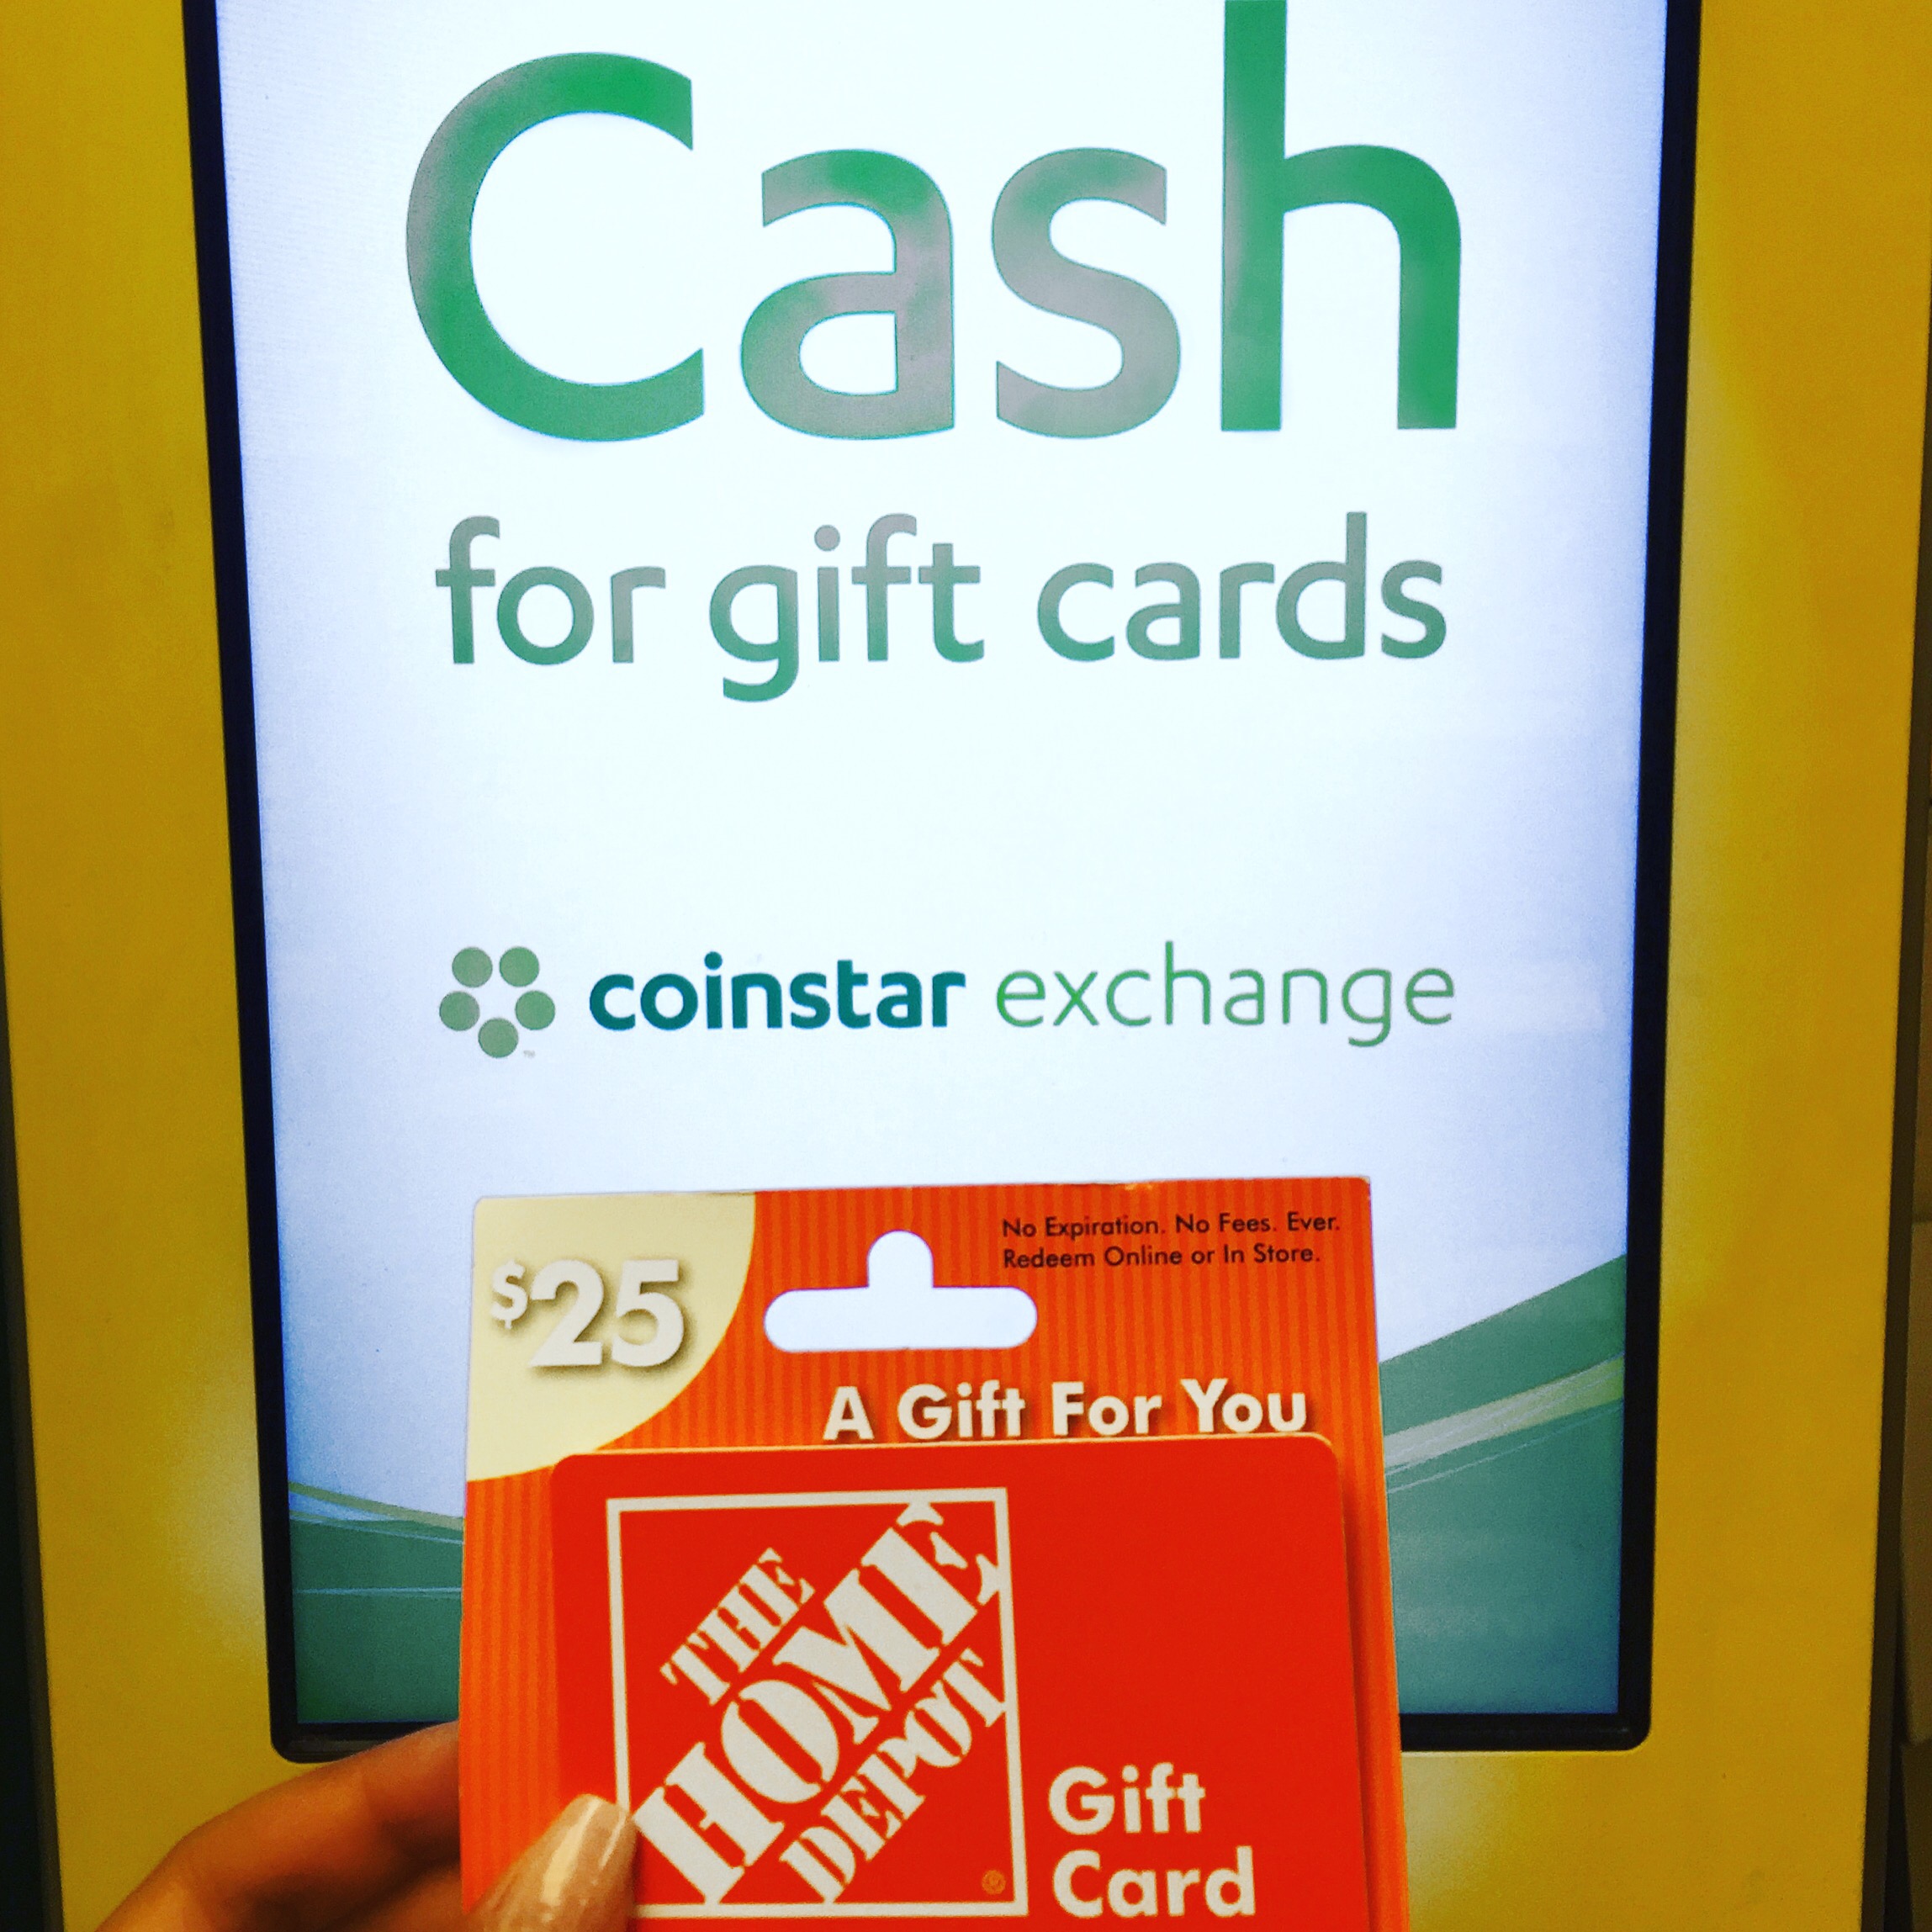 Cash
for gift cards
coinstar exchange
™
No Expiration. No Fees. Ever.
Redeem Online or In Store.
$25
A Gift For You
THE
HOME
DEPOT
®
Gift
Card